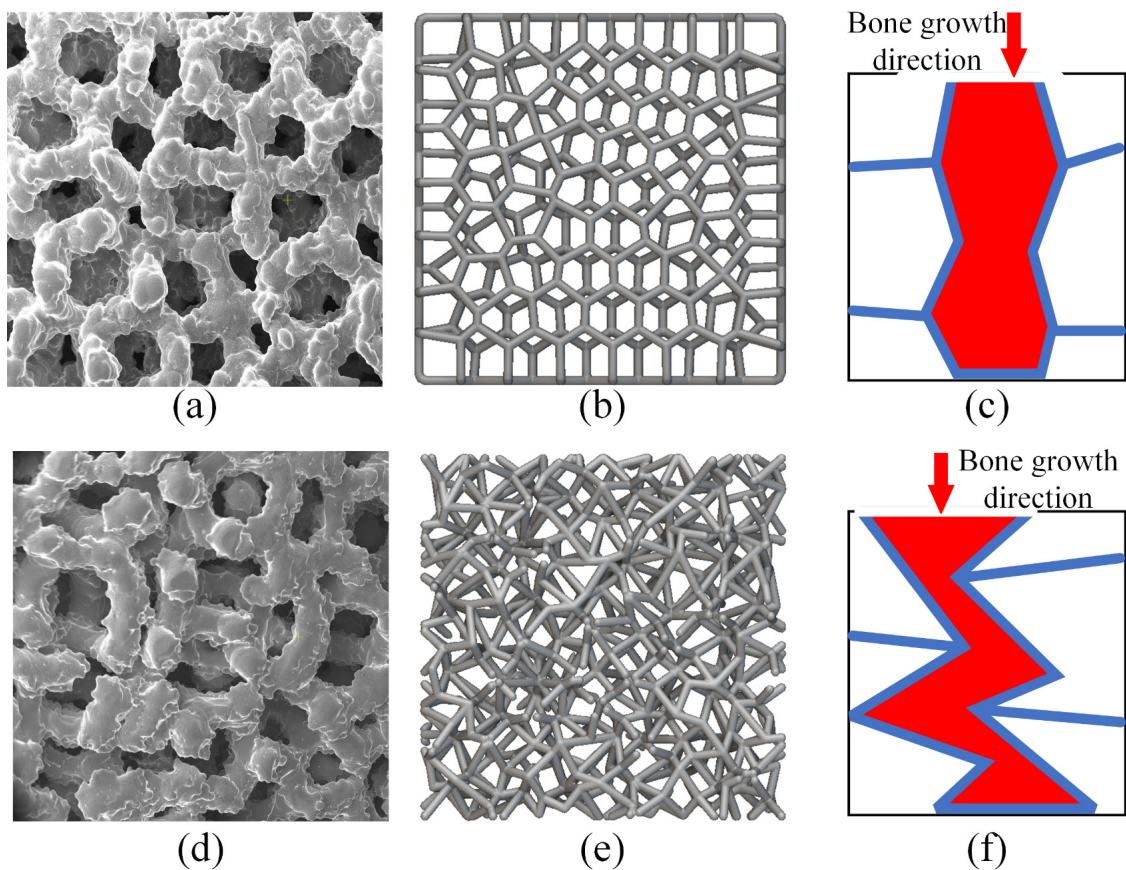 Bone growth
direction
(a)
(b)
(c)
Bone growth
direction
(d)
(e)
(f)